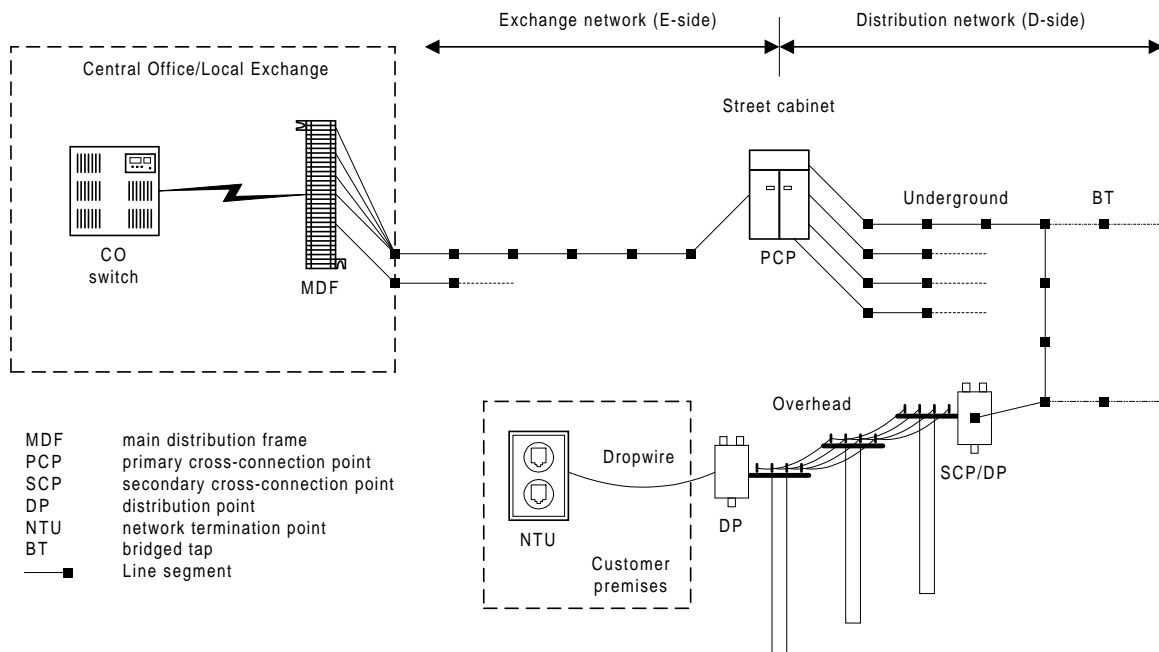 Exchange network (E-side)
Distribution network (D-side)
Central Office/Local Exchange
Street cabinet
Underground
BT
CO
switch
MDF
PCP
Overhead
Dropwire
SCP/DP
DP
NTU
Customer
premises
MDF main distribution frame
PCP primary cross-connection point
SCP secondary cross-connection point
DP distribution point
NTU network termination point
BT bridged tap
Line segment